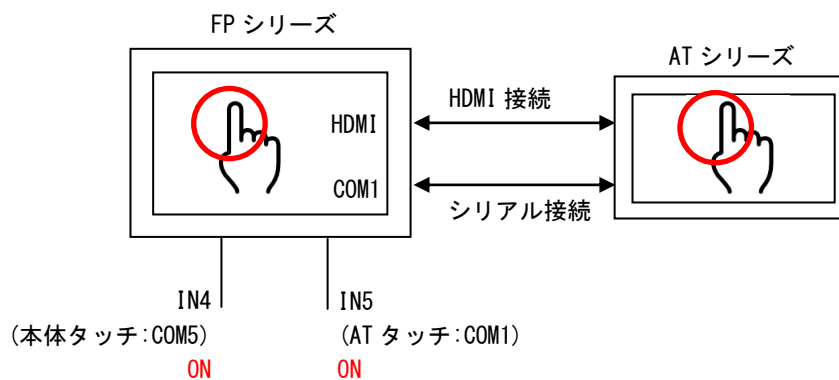 FP シリーズ
AT シリーズ
HDMI
HDMI 接続
COM1
シリアル接続
IN4
IN5
(本体タッチ:COM5)
(AT タッチ:COM1)
ON
ON